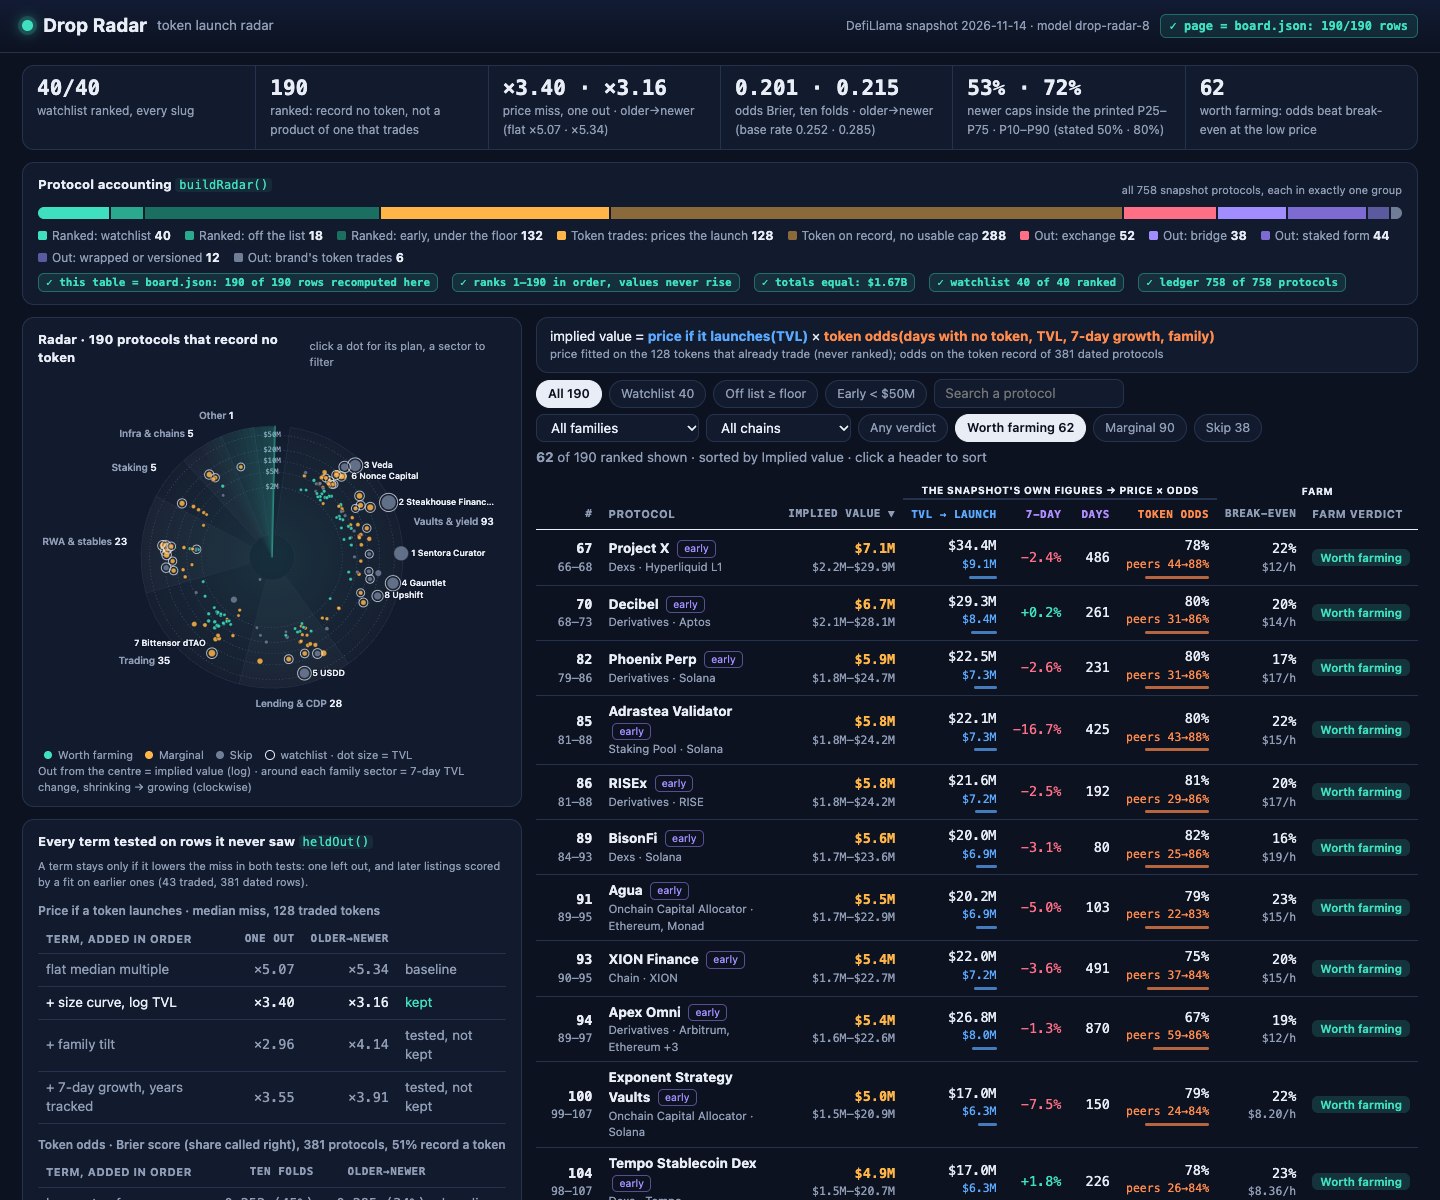 Drop Radar token launch radar
DefiLlama snapshot 2026-11-14 · model drop-radar-8 ✓ page = board.json: 190/190 rows
40/40
watchlist ranked, every slug
190
ranked: record no token, not a
product of one that trades
×3.40 · ×3.16
price miss, one out · older→newer
(flat ×5.07 · ×5.34)
0.201 · 0.215
odds Brier, ten folds · older→newer
(base rate 0.252 · 0.285)
53% · 72%
newer caps inside the printed P25–
P75 · P10–P90 (stated 50% · 80%)
62
worth farming: odds beat break-
even at the low price
Protocol accounting buildRadar()
all 758 snapshot protocols, each in exactly one group
Ranked: watchlist 40 Ranked: off the list 18 Ranked: early, under the floor 132 Token trades: prices the launch 128 Token on record, no usable cap 288 Out: exchange 52 Out: bridge 38 Out: staked form 44
Out: wrapped or versioned 12 Out: brand's token trades 6
✓ this table = board.json: 190 of 190 rows recomputed here ✓ ranks 1–190 in order, values never rise ✓ totals equal: $1.67B ✓ watchlist 40 of 40 ranked ✓ ledger 758 of 758 protocols
Radar · 190 protocols that record no
token
click a dot for its plan, a sector to
filter
Other 1
Infra & chains 5
Staking 5
RWA & stables 23
Trading 35
Lending & CDP 28
Vaults & yield 93
$50M
$20M
$10M
$5M
$2M
3 Veda
6 Nonce Capital
2 Steakhouse Financ...
1 Sentora Curator
4 Gauntlet
8 Upshift
7 Bittensor dTAO
5 USDD
Worth farming Marginal Skip watchlist · dot size = TVL
Out from the centre = implied value (log) · around each family sector = 7-day TVL
change, shrinking → growing (clockwise)
Every term tested on rows it never saw heldOut()
A term stays only if it lowers the miss in both tests: one left out, and later listings scored
by a fit on earlier ones (43 traded, 381 dated rows).
Price if a token launches · median miss, 128 traded tokens
TERM, ADDED IN ORDER ONE OUT OLDER→NEWER
flat median multiple ×5.07 ×5.34 baseline
+ size curve, log TVL ×3.40 ×3.16 kept
+ family tilt ×2.96 ×4.14 tested, not
kept
+ 7-day growth, years
tracked ×3.55 ×3.91 tested, not
kept
Token odds · Brier score (share called right), 381 protocols, 51% record a token
TERM, ADDED IN ORDER TEN FOLDS OLDER→NEWER
implied value = price if it launches(TVL) × token odds(days with no token, TVL, 7-day growth, family)
price fitted on the 128 tokens that already trade (never ranked); odds on the token record of 381 dated protocols
All 190 Watchlist 40 Off list ≥ floor Early < $50M Search a protocol
All families All chains Any verdict Worth farming 62 Marginal 90 Skip 38
62 of 190 ranked shown · sorted by Implied value · click a header to sort
THE SNAPSHOT'S OWN FIGURES → PRICE × ODDS FARM
# PROTOCOL IMPLIED VALUE ▼ TVL → LAUNCH 7-DAY DAYS TOKEN ODDS BREAK-EVEN FARM VERDICT
67 Project X early $7.1M $34.4M −2.4% 486 78% 22% Worth farming
66–68 Dexs · Hyperliquid L1 $2.2M–$29.9M $9.1M peers 44→88% $12/h
70 Decibel early $6.7M $29.3M +0.2% 261 80% 20% Worth farming
68–73 Derivatives · Aptos $2.1M–$28.1M $8.4M peers 31→86% $14/h
82 Phoenix Perp early $5.9M $22.5M −2.6% 231 80% 17% Worth farming
79–86 Derivatives · Solana $1.8M–$24.7M $7.3M peers 31→86% $17/h
85 Adrastea Validator early $5.8M $22.1M −16.7% 425 80% 22% Worth farming
81–88 Staking Pool · Solana $1.8M–$24.2M $7.3M peers 43→88% $15/h
86 RISEx early $5.8M $21.6M −2.5% 192 81% 20% Worth farming
81–88 Derivatives · RISE $1.8M–$24.2M $7.2M peers 29→86% $17/h
89 BisonFi early $5.6M $20.0M −3.1% 80 82% 16% Worth farming
84–93 Dexs · Solana $1.7M–$23.6M $6.9M peers 25→86% $19/h
91 Agua early $5.5M $20.2M −5.0% 103 79% 23% Worth farming
89–95 Onchain Capital Allocator · $1.7M–$22.9M $6.9M peers 22→83% $15/h
Ethereum, Monad
93 XION Finance early $5.4M $22.0M −3.6% 491 75% 20% Worth farming
90–95 Chain · XION $1.7M–$22.7M $7.2M peers 37→84% $15/h
94 Apex Omni early $5.4M $26.8M −1.3% 870 67% 19% Worth farming
89–97 Derivatives · Arbitrum, $1.6M–$22.6M $8.0M peers 59→86% $12/h
Ethereum +3
100 Exponent Strategy
Vaults early $5.0M $17.0M −7.5% 150 79% 22% Worth farming
99–107 Onchain Capital Allocator · $1.5M–$20.9M $6.3M peers 24→84% $8.20/h
Solana
104 Tempo Stablecoin Dex
early $4.9M $17.0M +1.8% 226 78% 23% Worth farming
98–107 $1.5M–$20.7M $6.3M peers 26→84% $8.36/h